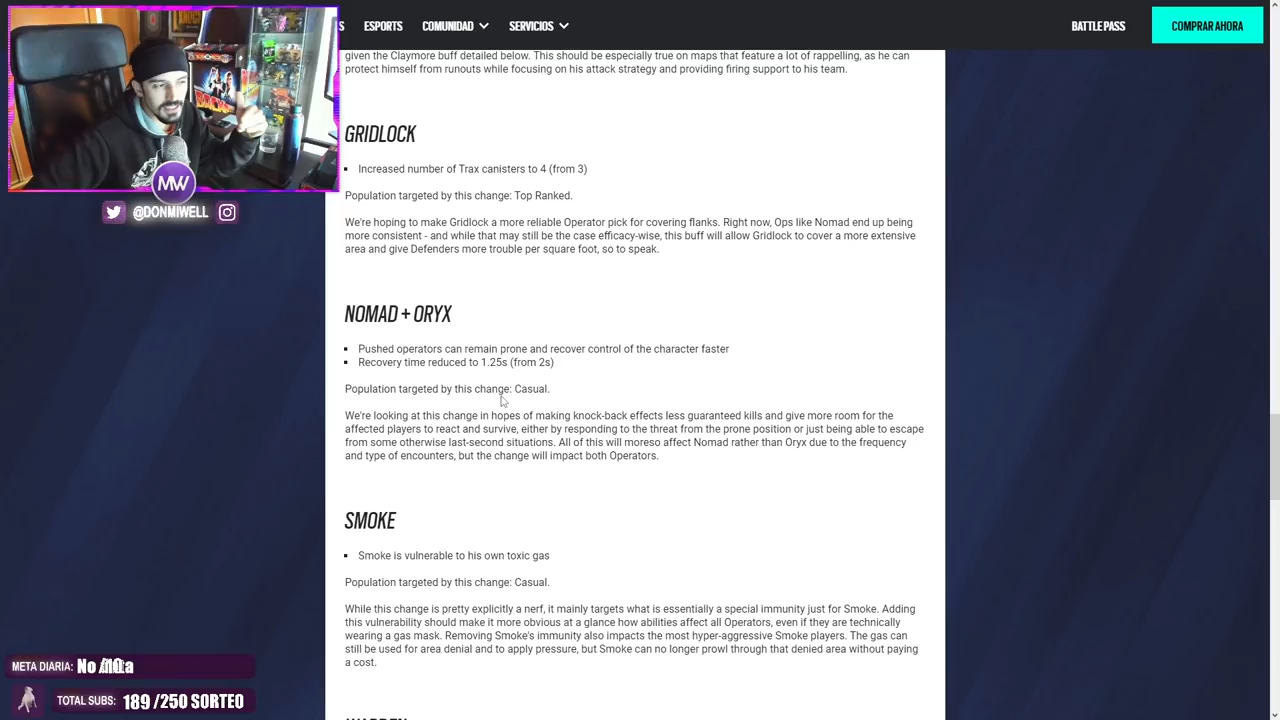 S
ESPORTS
COMUNIDAD
SERVICIOS
BATTLE PASS
COMPRAR AHORA
given the Claymore buff detailed below. This should be especially true on maps that feature a lot of rappelling, as he can
protect himself from runouts while focusing on his attack strategy and providing firing support to his team.
GRIDLOCK
Increased number of Trax canisters to 4 (from 3)
Population targeted by this change: Top Ranked.
We're hoping to make Gridlock a more reliable Operator pick for covering flanks. Right now, Ops like Nomad end up being
more consistent - and while that may still be the case efficacy-wise, this buff will allow Gridlock to cover a more extensive
area and give Defenders more trouble per square foot, so to speak.
NOMAD + ORYX
Pushed operators can remain prone and recover control of the character faster
Recovery time reduced to 1.25s (from 2s)
Population targeted by this change: Casual.
We're looking at this change in hopes of making knock-back effects less guaranteed kills and give more room for the
affected players to react and survive, either by responding to the threat from the prone position or just being able to escape
from some otherwise last-second situations. All of this will moreso affect Nomad rather than Oryx due to the frequency
and type of encounters, but the change will impact both Operators.
SMOKE
Smoke is vulnerable to his own toxic gas
Population targeted by this change: Casual.
While this change is pretty explicitly a nerf, it mainly targets what is essentially a special immunity just for Smoke. Adding
this vulnerability should make it more obvious at a glance how abilities affect all Operators, even if they are technically
wearing a gas mask. Removing Smoke's immunity also impacts the most hyper-aggressive Smoke players. The gas can
still be used for area denial and to apply pressure, but Smoke can no longer prowl through that denied area without paying
a cost.
MW
@DONMIWELL
META DIARIA: No
TOTAL SUBS: 189 /250 SORTEO